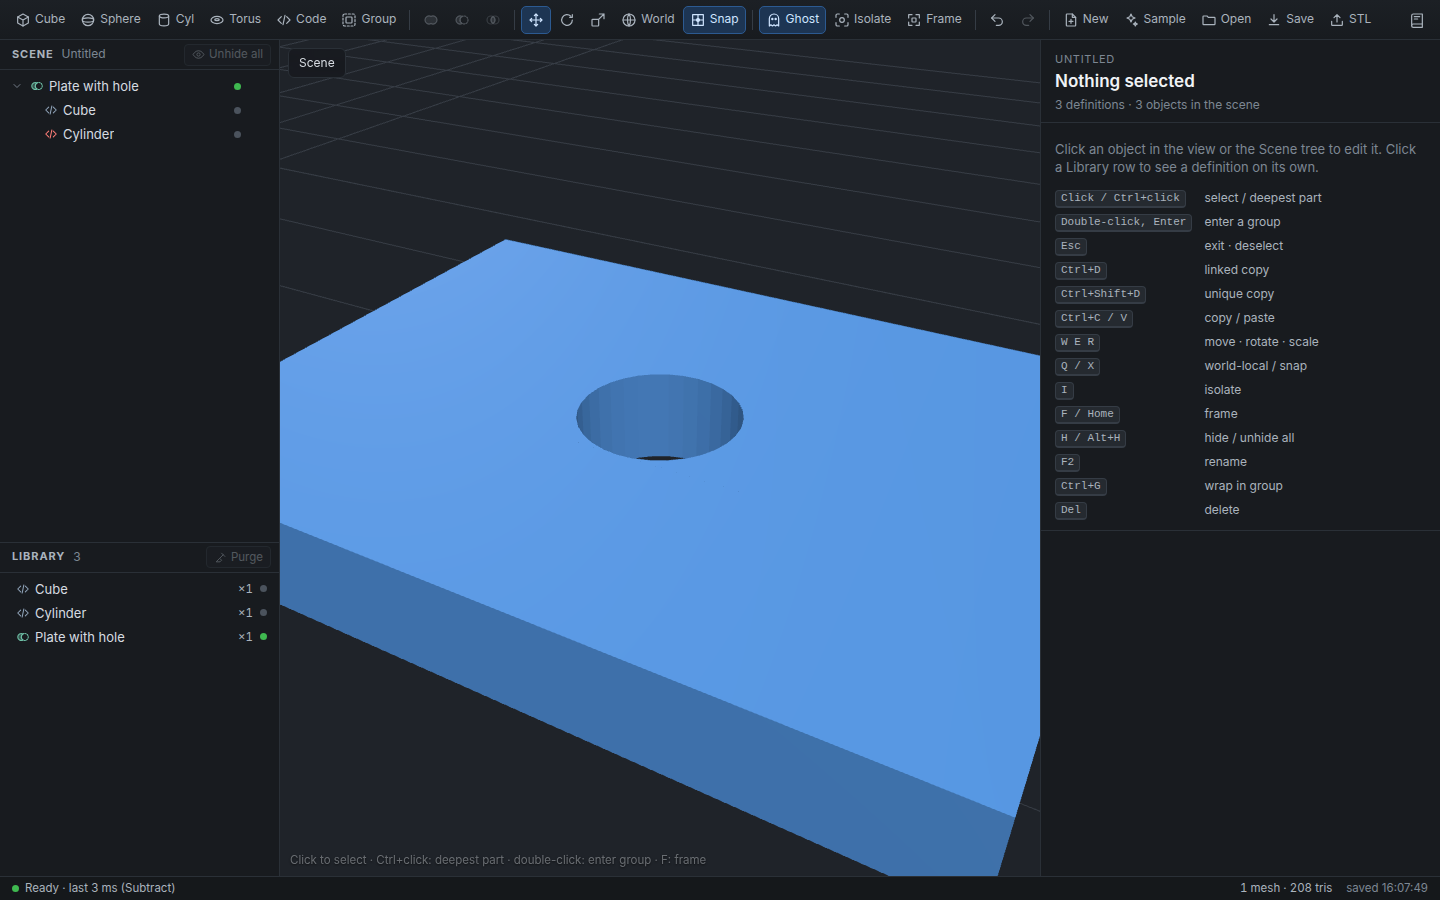 Cube Sphere Cyl Torus Code Group World Snap Ghost Isolate Frame New Sample Open Save STL
SCENE Untitled Unhide all
Plate with hole
Cube
Cylinder
LIBRARY 3 Purge
Cube ×1
Cylinder ×1
Plate with hole ×1
Scene
Click to select · Ctrl+click: deepest part · double-click: enter group · F: frame
UNTITLED
Nothing selected
3 definitions · 3 objects in the scene
Click an object in the view or the Scene tree to edit it. Click
a Library row to see a definition on its own.
Click / Ctrl+click select / deepest part
Double-click, Enter enter a group
Esc exit · deselect
Ctrl+D linked copy
Ctrl+Shift+D unique copy
Ctrl+C / V copy / paste
W E R move · rotate · scale
Q / X world-local / snap
I isolate
F / Home frame
H / Alt+H hide / unhide all
F2 rename
Ctrl+G wrap in group
Del delete
Ready · last 3 ms (Subtract) 1 mesh · 208 tris saved 16:07:49